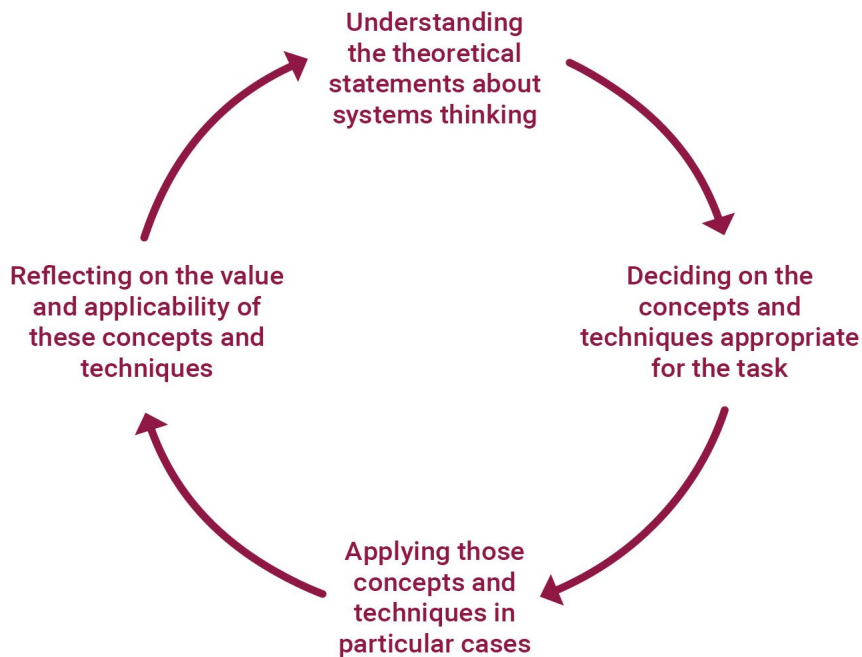 Understanding
the theoretical
statements about
systems thinking
Deciding on the
concepts and
techniques appropriate
for the task
Applying those
concepts and
techniques in
particular cases
Reflecting on the value
and applicability of
these concepts and
techniques